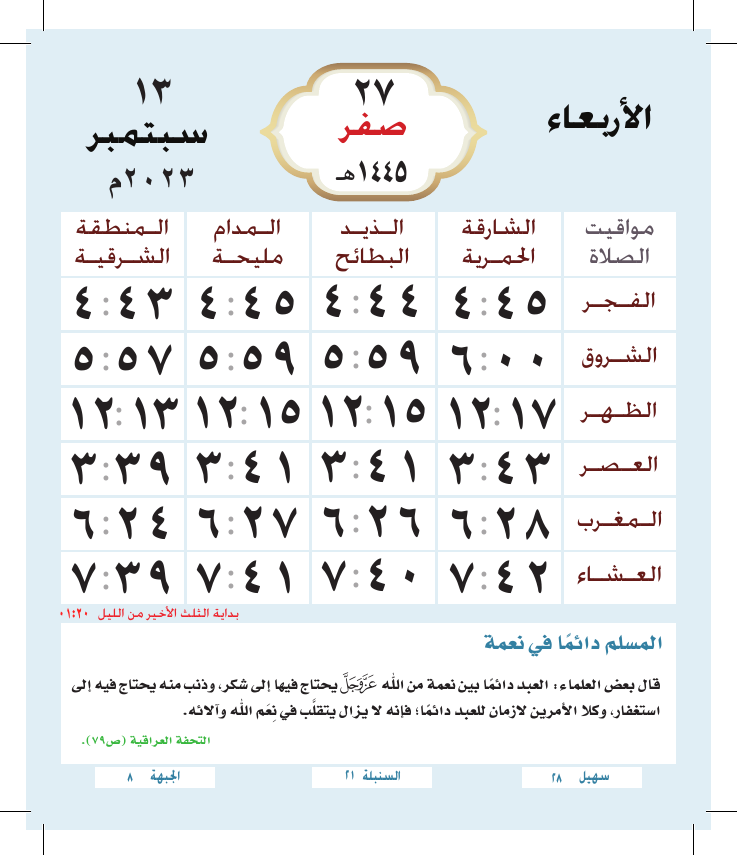 الأربعاء
٢٧
صفر
١٤٤٥هـ
١٣
سبتمبر
٢٠٢٣م
مواقيت الصلاة
الشارقة الحمرية
الـذيـد البطائح
المدام مليحة
المنطقة الشرقية
الفجر ٤:٤٥ ٤:٤٤ ٤:٤٥ ٤:٤٣
الشروق ٦:٠٠ ٥:٥٩ ٥:٥٩ ٥:٥٧
الظهر ١٢:١٧ ١٢:١٥ ١٢:١٥ ١٢:١٣
العصر ٣:٤٣ ٣:٤١ ٣:٤١ ٣:٣٩
المغرب ٦:٢٨ ٦:٢٦ ٦:٢٧ ٦:٢٤
العشاء ٧:٤٢ ٧:٤٠ ٧:٤١ ٧:٣٩
بداية الثلث الأخير من الليل ٠١:٢٠
المسلم دائمًا في نعمة
قال بعض العلماء: العبد دائمًا بين نعمة من الله عَزَّوَجَلَّ يحتاج فيها إلى شكر، وذنب منه يحتاج فيه إلى
استغفار، وكلا الأمرين لازمان للعبد دائمًا؛ فإنه لا يزال يتقلَّب في نِعَم الله وآلائه.
التحفة العراقية (ص٧٩).
سهيل ٢٨
السنبلة ٢١
الجبهة ٨